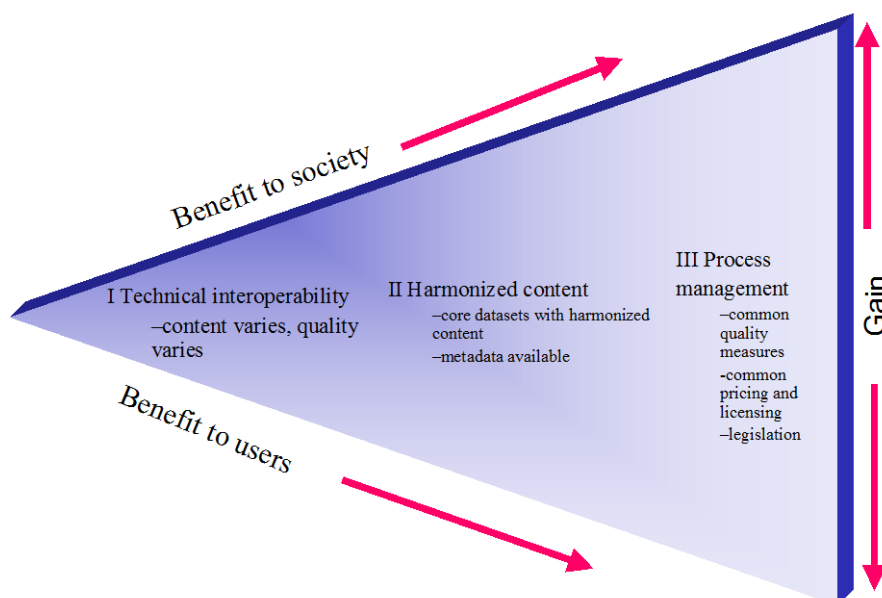 Benefit to society
I Technical interoperability
–content varies, quality
varies
II Harmonized content
–core datasets with harmonized
content
–metadata available
III Process
management
–common
quality
measures
-common
pricing and
licensing
–legislation
Gain
Benefit to users